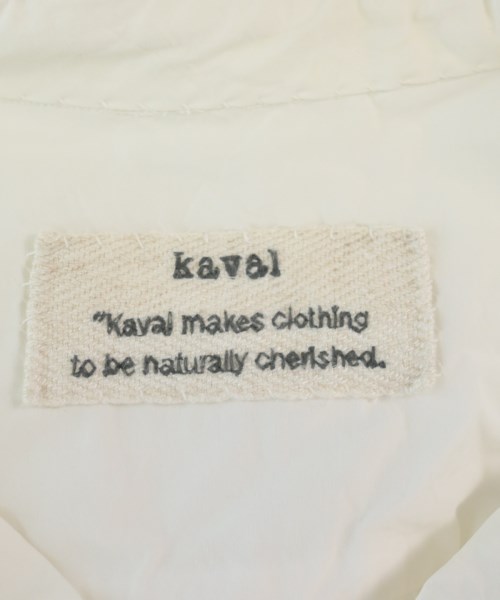 kaval
"Kaval makes clothing
to be naturally cherished.